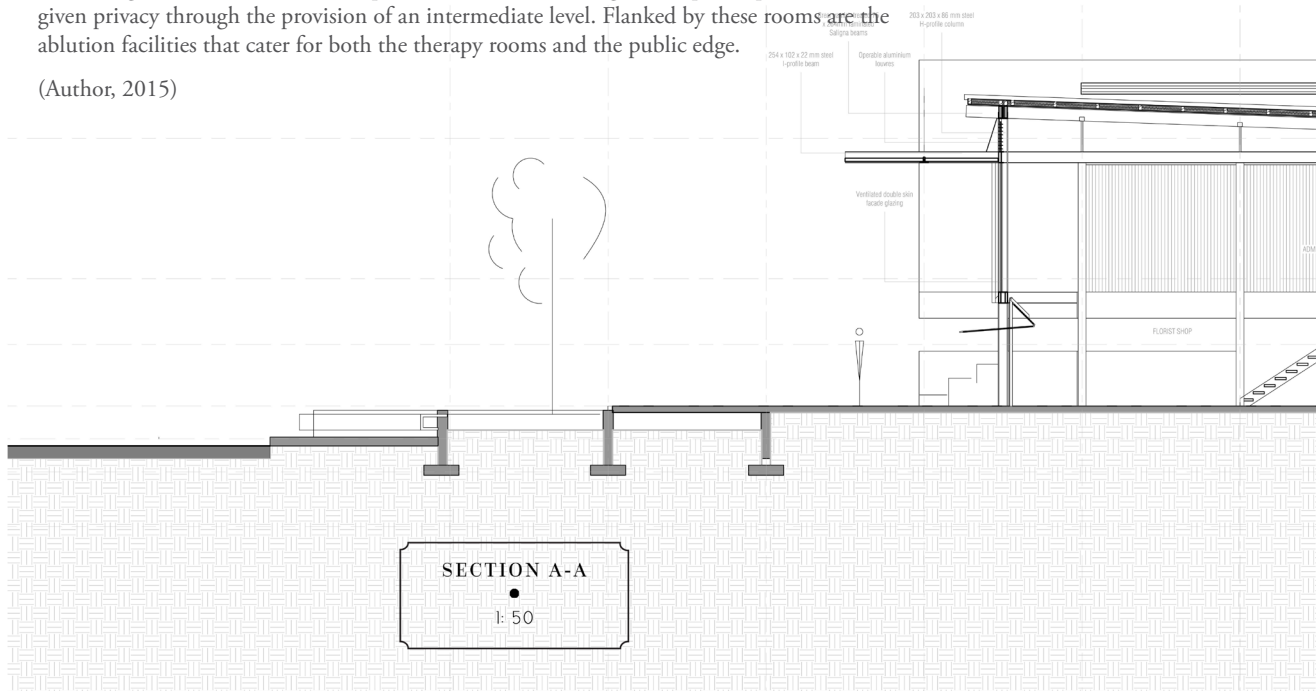 given privacy through the provision of an intermediate level. Flanked by these rooms are the
ablution facilities that cater for both the therapy rooms and the public edge.
(Author, 2015)
Saligna beams
203 x 203 x 86 mm steel
H-profile column
254 x 102 x 22 mm steel
I-profile beam
Operable aluminium
louvres
Ventilated double skin
facade glazing
ADM
FLORIST SHOP
SECTION A-A
1: 50